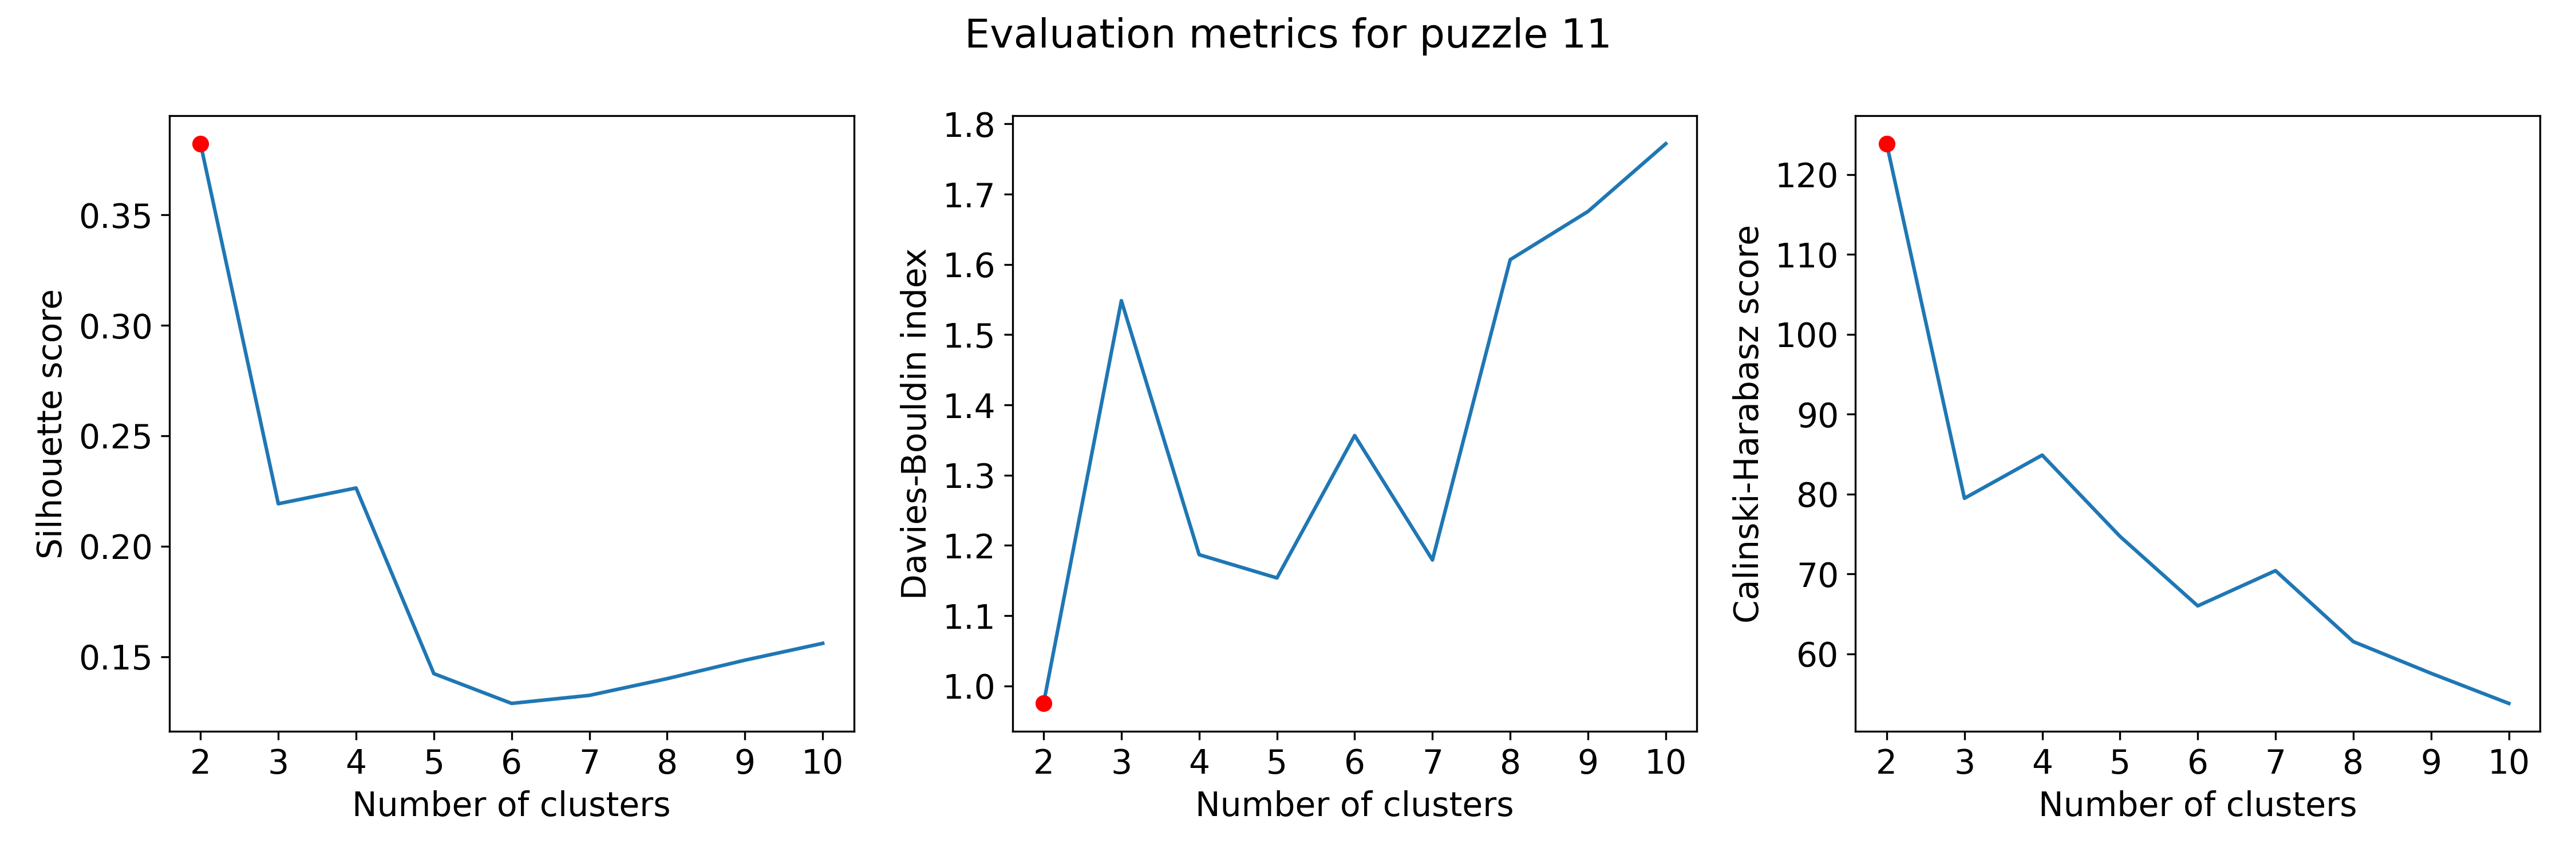 Evaluation metrics for puzzle 11
Silhouette score
0.35
0.30
0.25
0.20
0.15
2 3 4 5 6 7 8 9 10
Number of clusters
Davies-Bouldin index
1.8
1.7
1.6
1.5
1.4
1.3
1.2
1.1
1.0
2 3 4 5 6 7 8 9 10
Number of clusters
Calinski-Harabasz score
120
110
100
90
80
70
60
2 3 4 5 6 7 8 9 10
Number of clusters